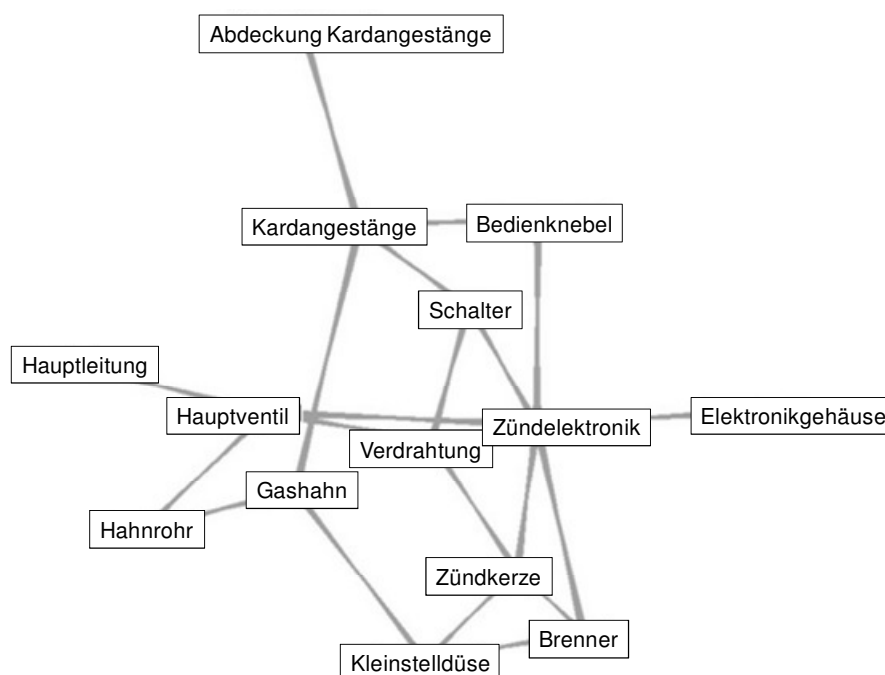 Abdeckung Kardangestänge
Kardangestänge
Bedienknebel
Schalter
Hauptleitung
Hauptventil
Zündelektronik
Elektronikgehäuse
Verdrahtung
Gashahn
Hahnrohr
Zündkerze
Brenner
Kleinstelldüse